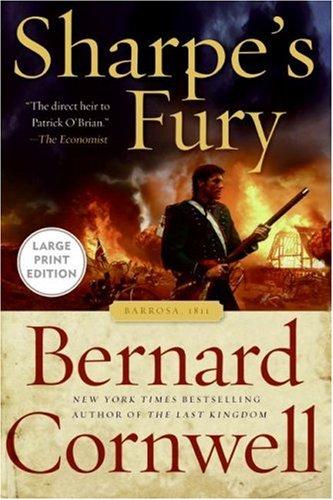 Sharpe's
Fury
"The direct heir to
Patrick O'Brian."
—The Economist
LARGE
PRINT
EDITION
BARROSA, 1811
Bernard
NEW YORK TIMES BESTSELLING
AUTHOR OF THE LAST KINGDOM
Cornwell